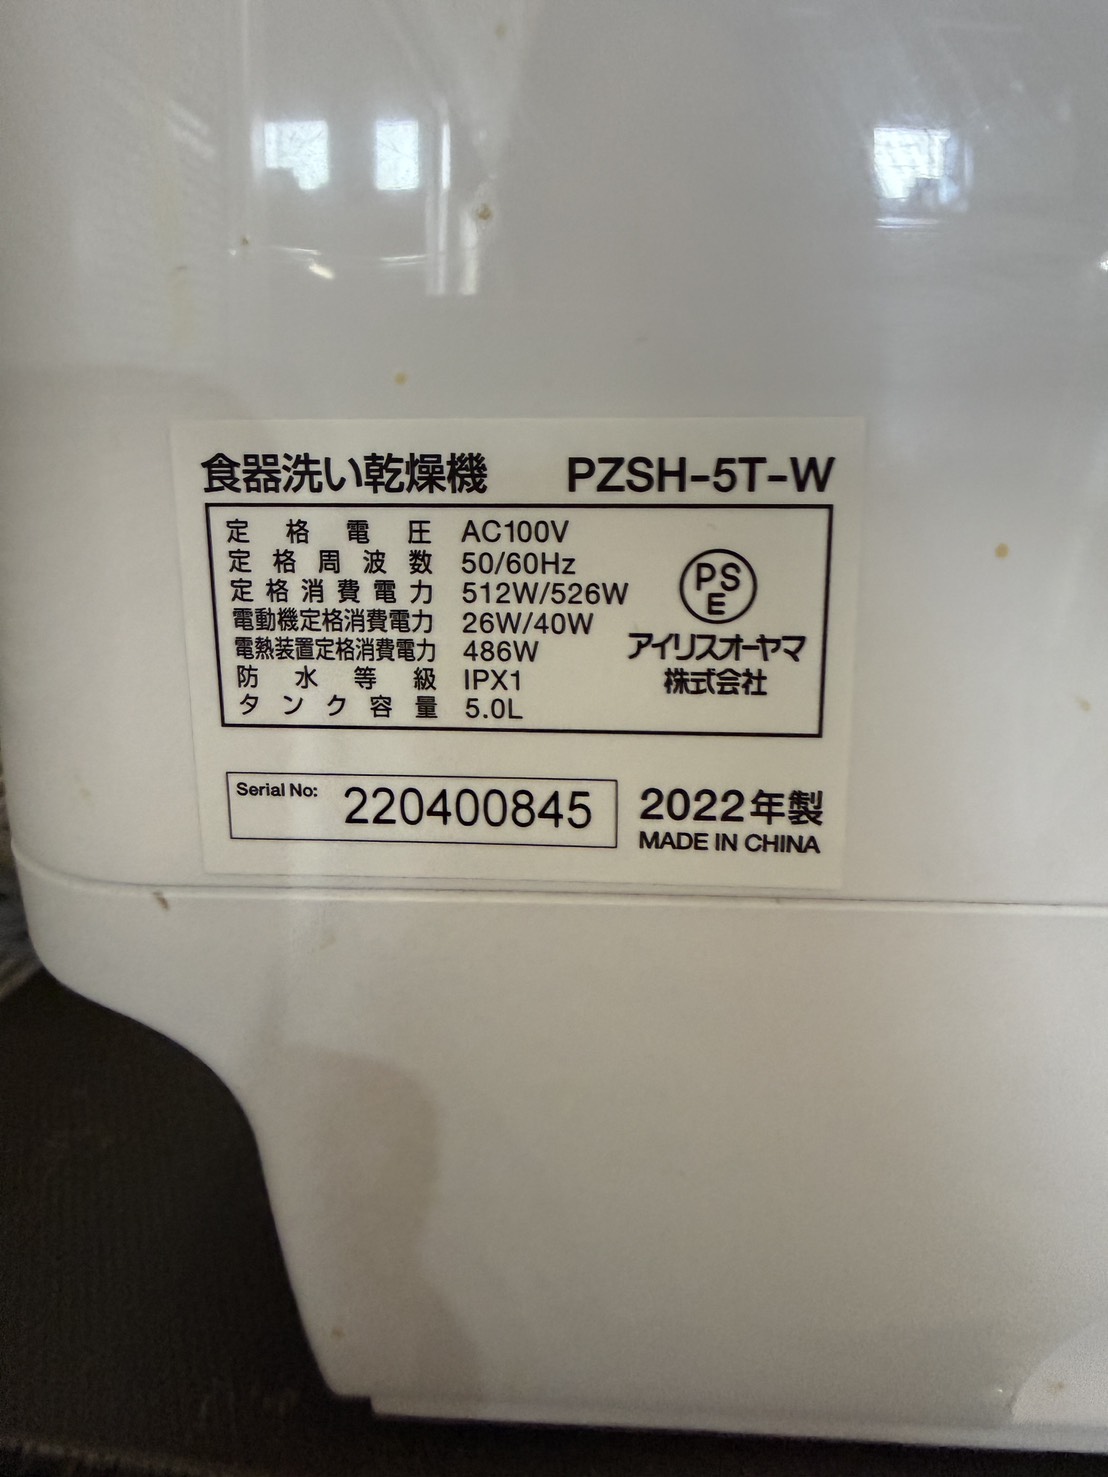 食器洗い乾燥機 PZSH-5T-W
定格電圧 AC100V
定格周波数 50/60Hz
定格消費電力 512W/526W
電動機定格消費電力 26W/40W
電熱装置定格消費電力 486W
防水等級 IPX1
タンク容量 5.0L
PS
E
アイリスオーヤマ
株式会社
Serial No: 220400845
2022年製
MADE IN CHINA